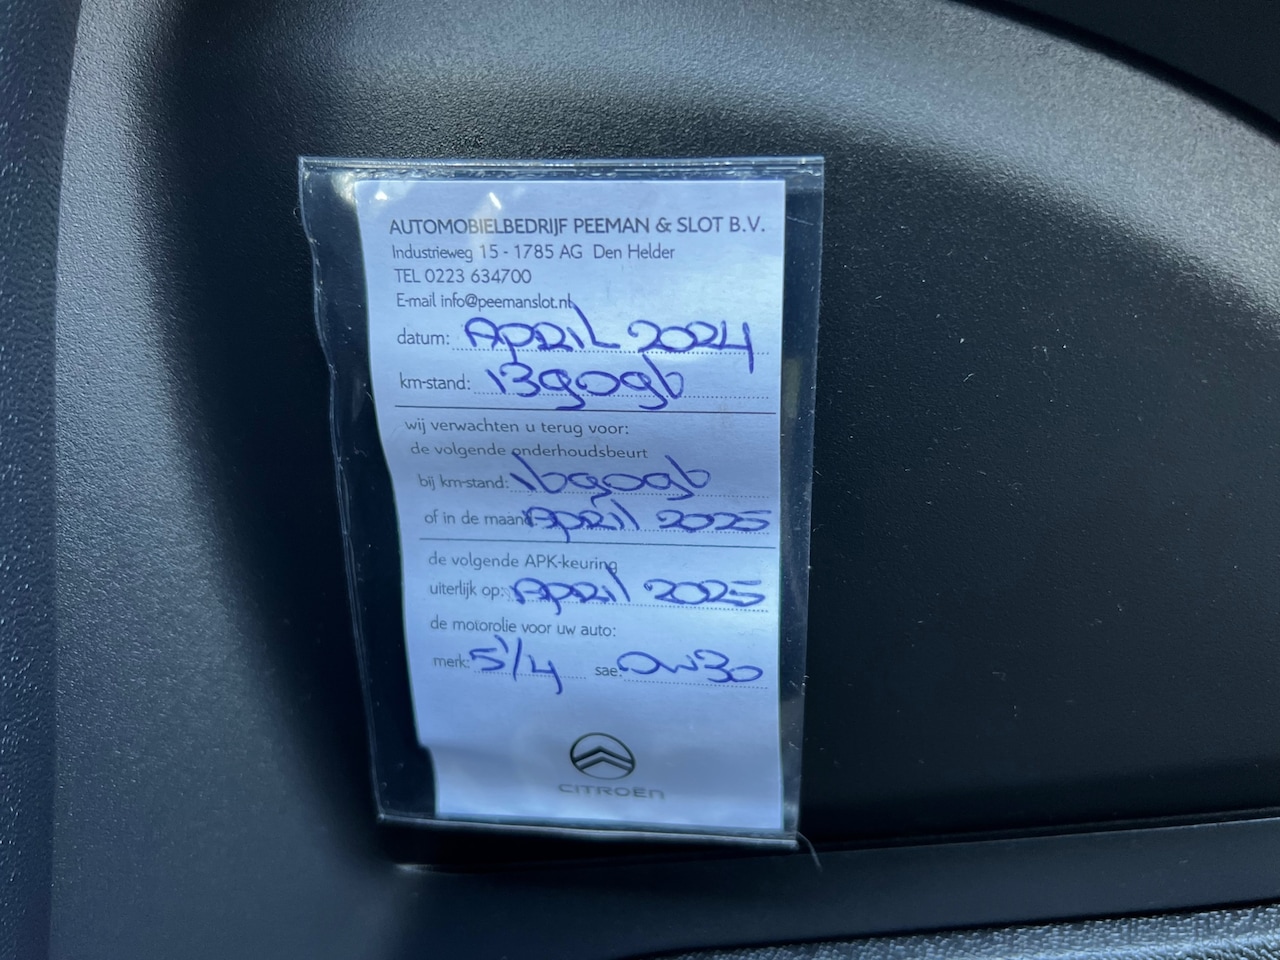 AUTOMOBIELBEDRIJF PEEMAN & SLOT B.V.
Industrieweg 15 - 1785 AG Den Helder
TEL 0223 634700
E-mail info@peemanslot.nl
datum: APRIL 2024
km-stand: 139096
wij verwachten u terug voor:
de volgende onderhoudsbeurt
bij km-stand: 169096
of in de maand April 2025
de volgende APK-keuring
uiterlijk op: April 2025
de motorolie voor uw auto:
merk: 5'/4 sae: 0W30
CITROËN